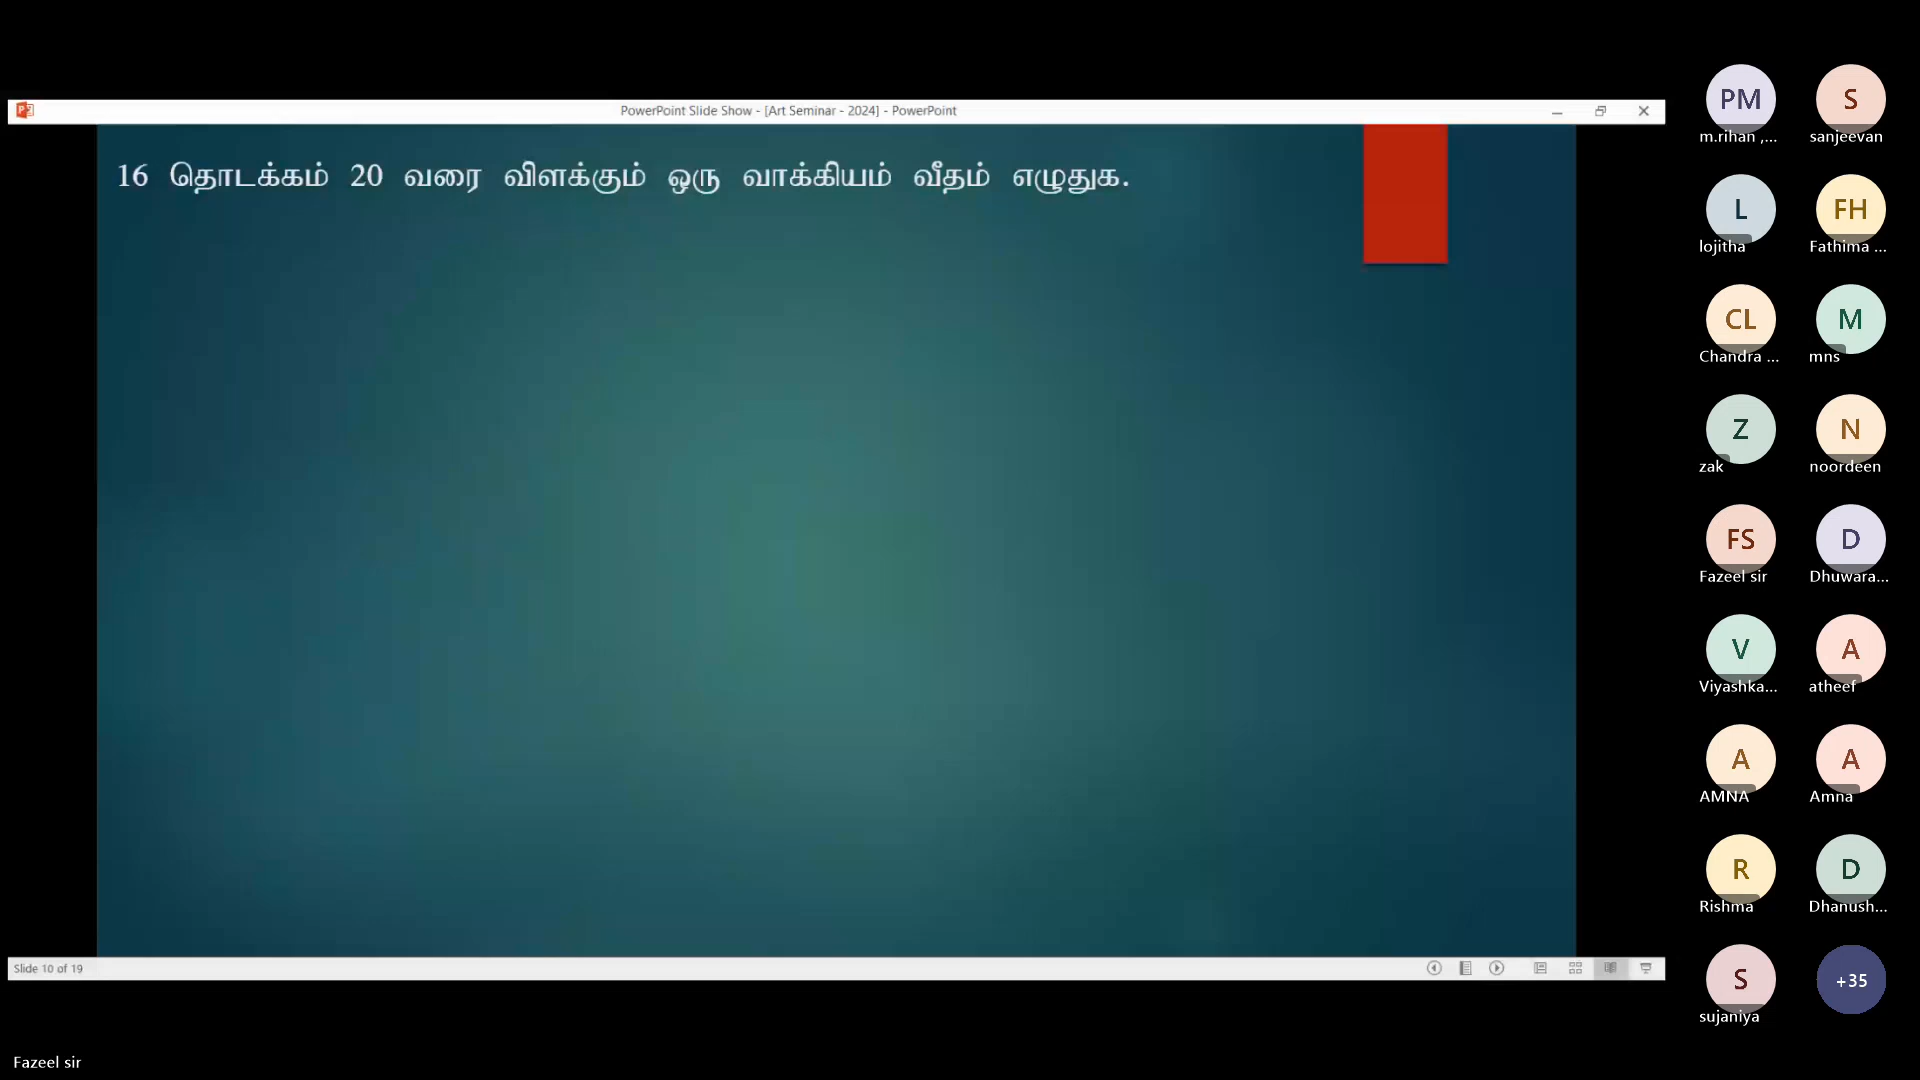 PowerPoint Slide Show - [Art Seminar - 2024] - PowerPoint
16 தொடக்கம் 20 வரை விளக்கும் ஒரு வாக்கியம் வீதம் எழுதுக.
Slide 10 of 19
PM
m.rihan ,...
S
sanjeevan
L
lojitha
FH
Fathima ...
CL
Chandra ...
M
mns
Z
zak
N
noordeen
FS
Fazeel sir
D
Dhuwara...
V
Viyashka...
A
atheef
A
AMNA
A
Amna
R
Rishma
D
Dhanush...
S
sujaniya
+35
Fazeel sir